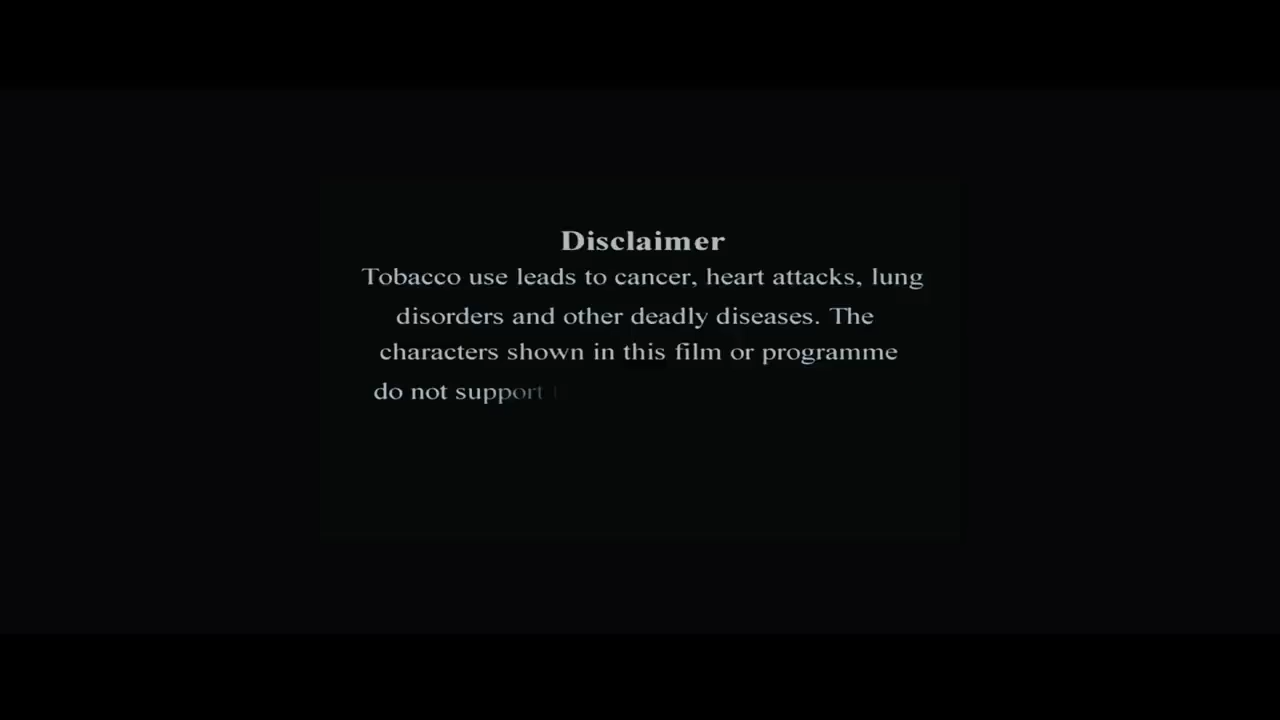 Disclaimer
Tobacco use leads to cancer, heart attacks, lung
disorders and other deadly diseases. The
characters shown in this film or programme
do not support